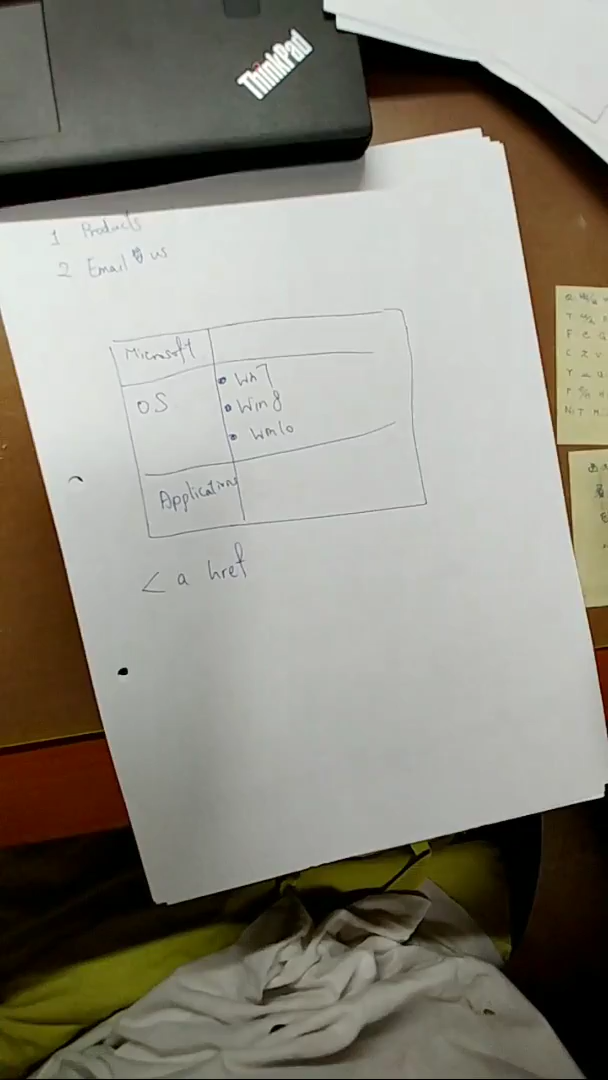 ThinkPad
1 Products
2 Email us
Microsoft
OS
Win7
Win8
Win10
Applications
< a href